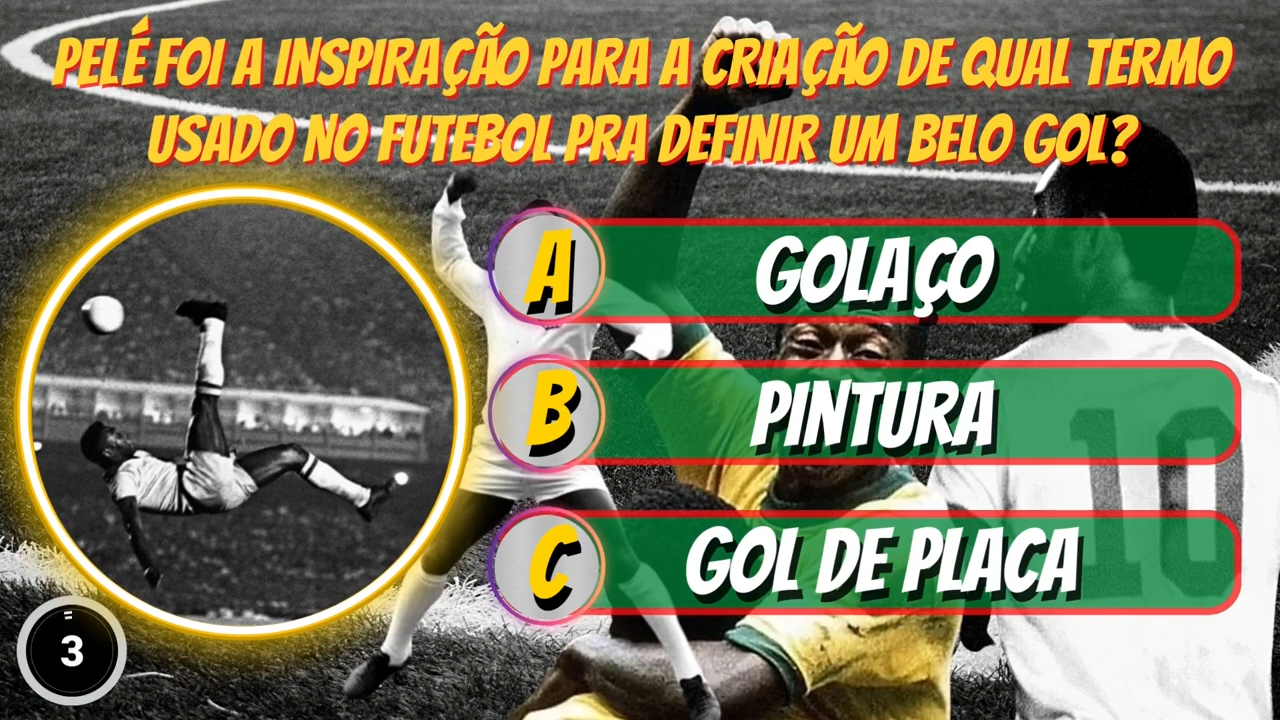 PELÉ FOI A INSPIRAÇÃO PARA A CRIAÇÃO DE QUAL TERMO
USADO NO FUTEBOL PRA DEFINIR UM BELO GOL?
A GOLAÇO
B PINTURA
C GOL DE PLACA
10
3